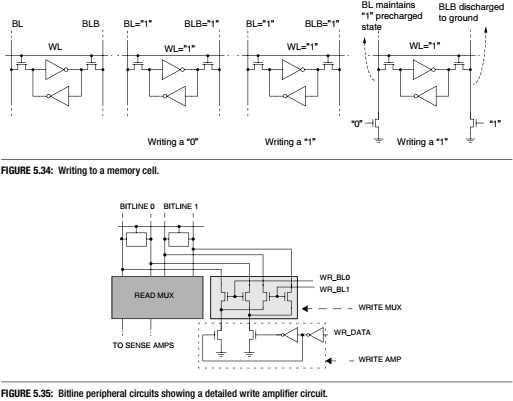 BL maintains
"1" precharged
state
BLB discharged
to ground
BL
BLB
BL="1"
BLB="1"
BL="1"
BLB="1"
WL
WL="1"
WL="1"
WL="1"
"0"
"1"
Writing a "0"
Writing a "1"
Writing a "1"
FIGURE 5.34: Writing to a memory cell.
BITLINE 0
BITLINE 1
WR_BL0
WR_BL1
READ MUX
WRITE MUX
WR_DATA
TO SENSE AMPS
WRITE AMP
FIGURE 5.35: Bitline peripheral circuits showing a detailed write amplifier circuit.